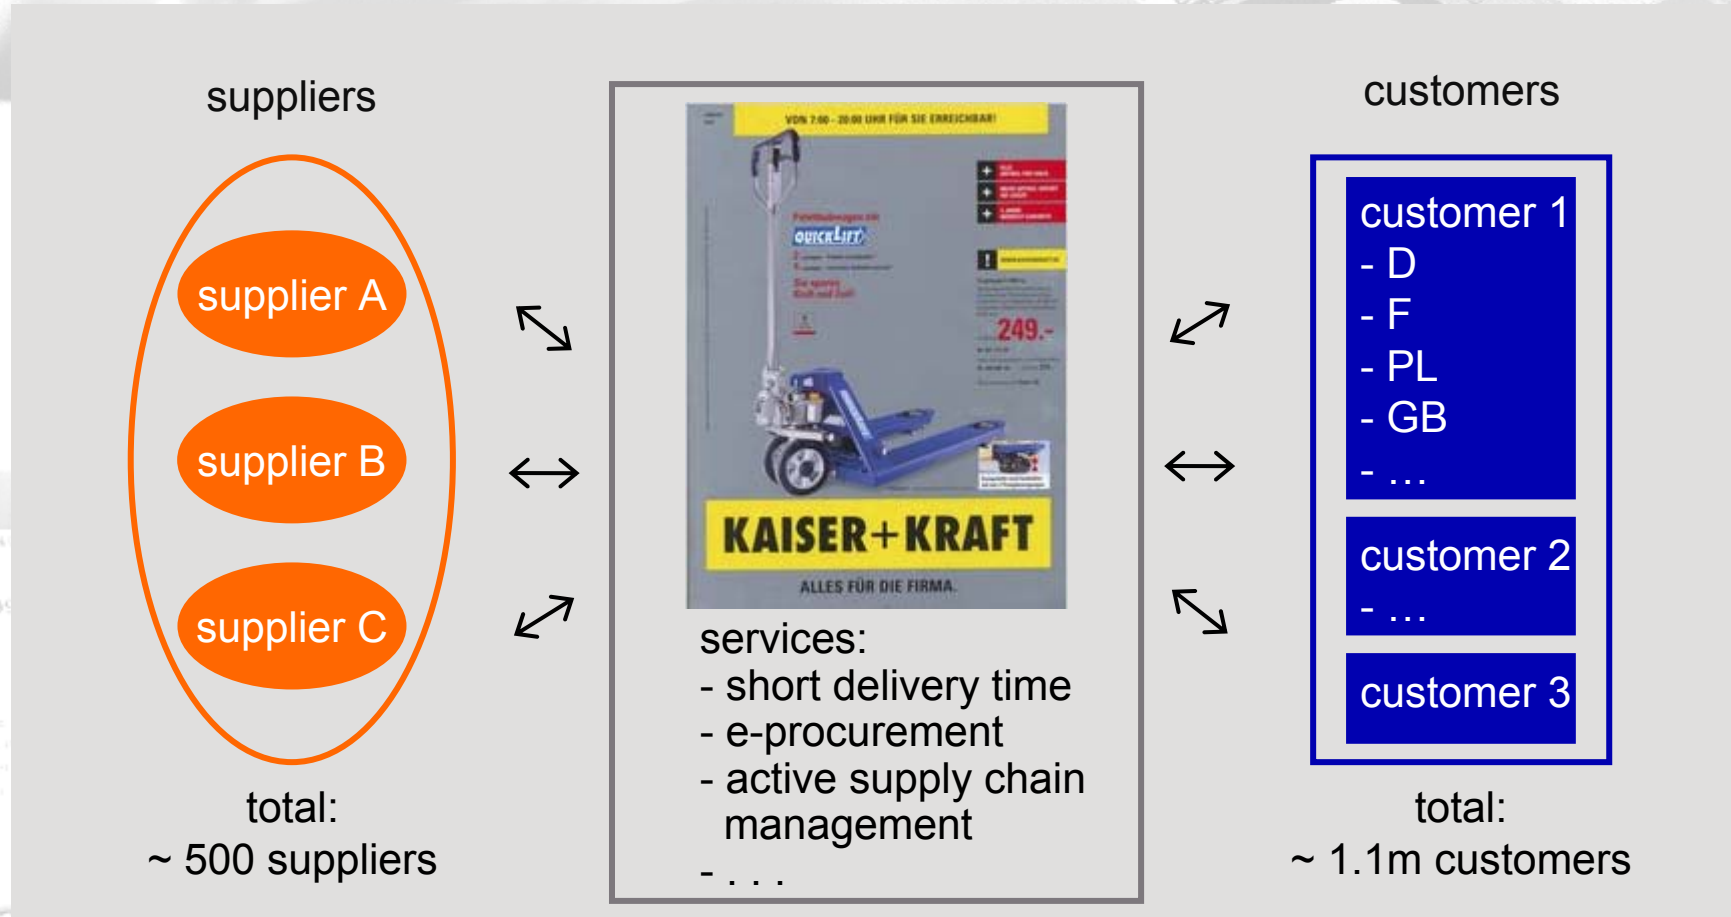 suppliers
supplier A
supplier B
supplier C
total:
~ 500 suppliers
VON 7:00 - 20:00 UHR FÜR SIE ERREICHBAR!
QUICKLIFT
249.-
KAISER+KRAFT
ALLES FÜR DIE FIRMA.
services:
- short delivery time
- e-procurement
- active supply chain
management
- . . .
customers
customer 1
- D
- F
- PL
- GB
- ...
customer 2
- ...
customer 3
total:
~ 1.1m customers